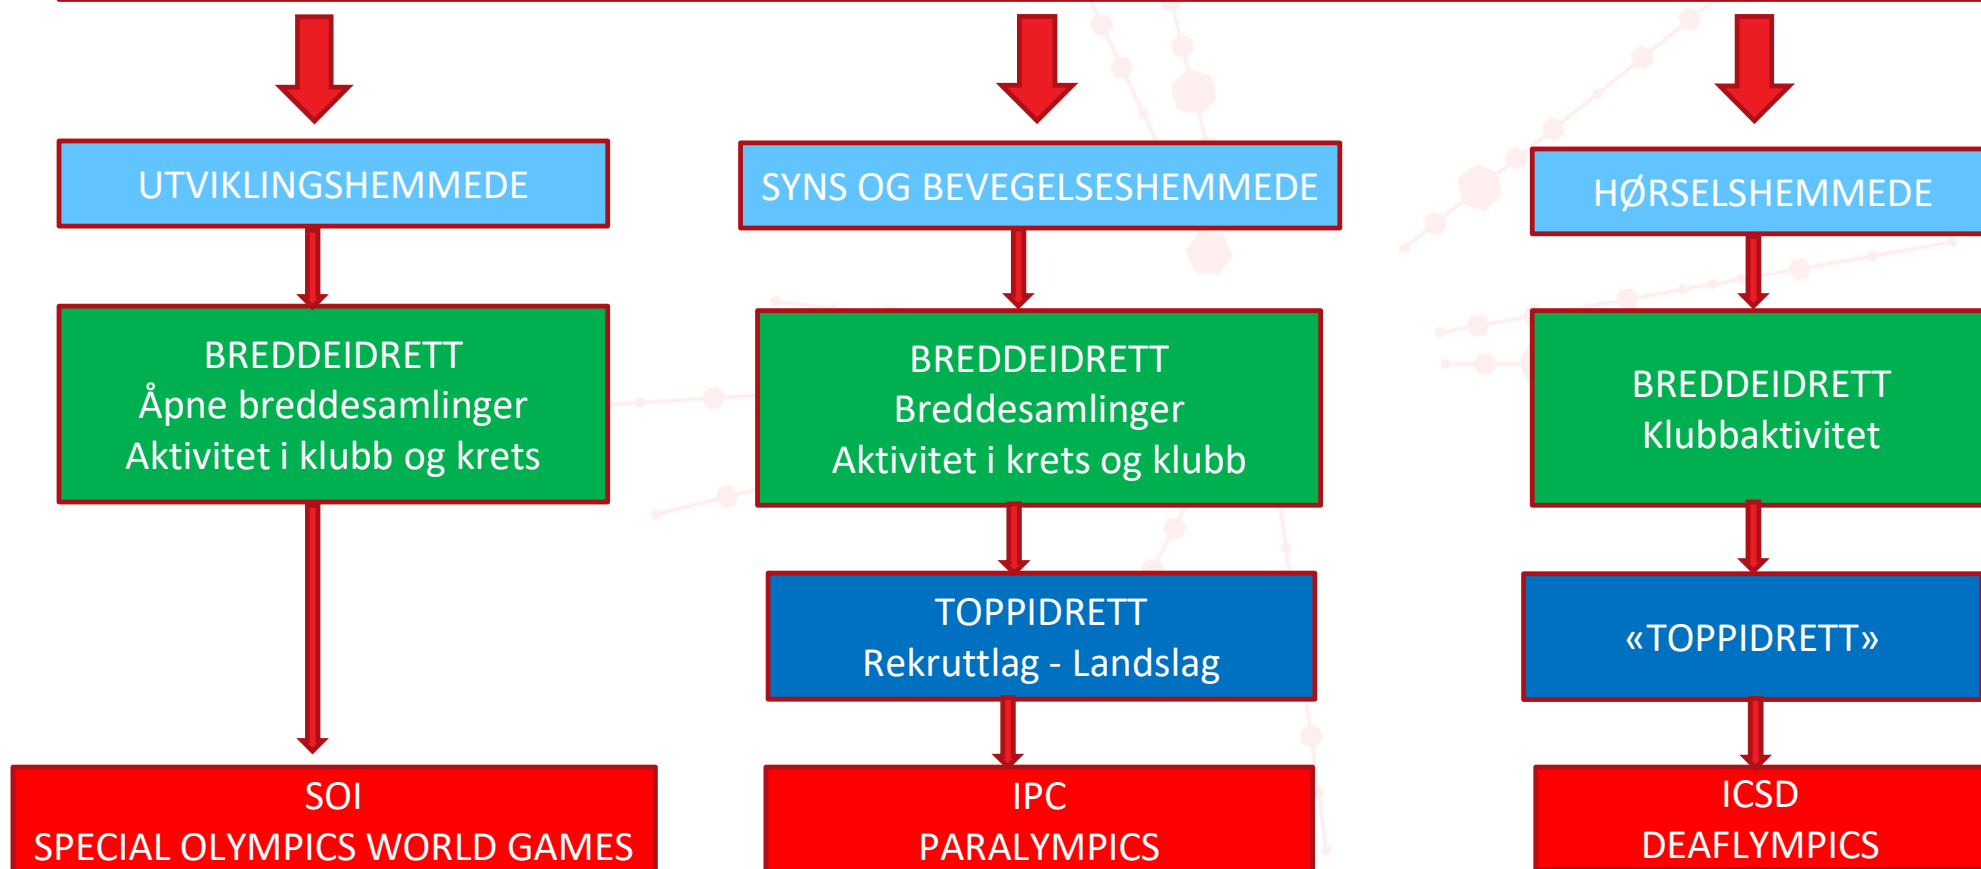 UTVIKLINGSHEMMEDE
SYNS OG BEVEGELSESHEMMEDE
HØRSELSHEMMEDE
BREDDEIDRETT
Åpne breddesamlinger
Aktivitet i klubb og krets
BREDDEIDRETT
Breddesamlinger
Aktivitet i krets og klubb
BREDDEIDRETT
Klubbaktivitet
TOPPIDRETT
Rekruttlag - Landslag
«TOPPIDRETT»
SOI
SPECIAL OLYMPICS WORLD GAMES
IPC
PARALYMPICS
ICSD
DEAFLYMPICS